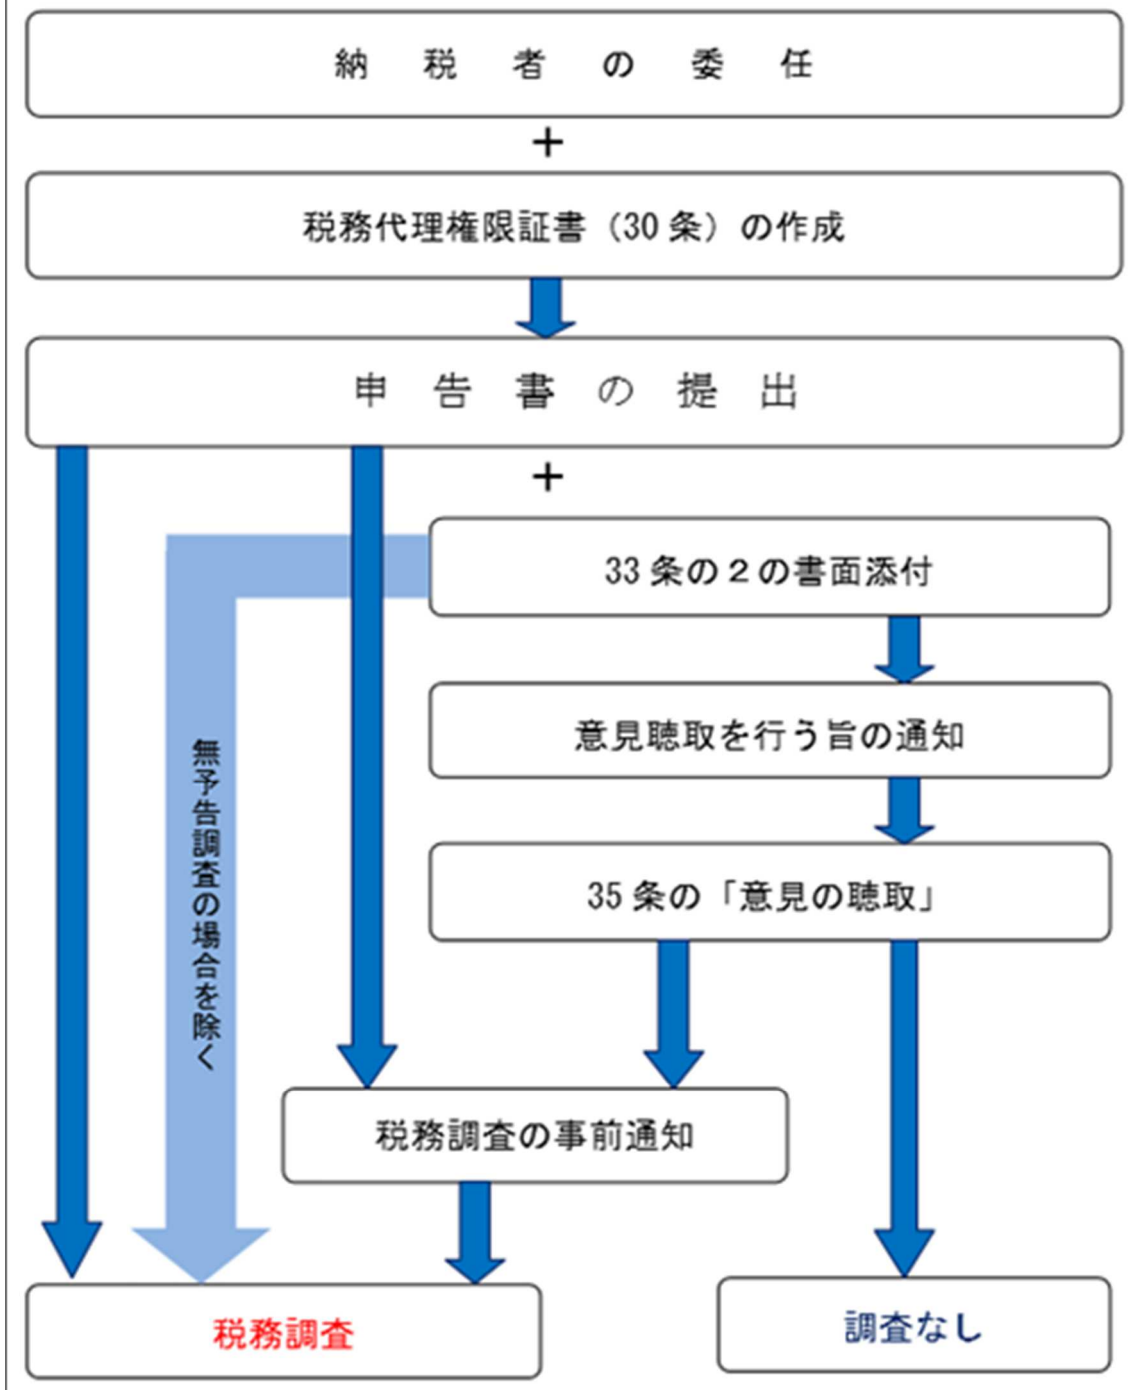 納税者の委任
+
税務代理権限証書（30条）の作成
申告書の提出
+
33条の２の書面添付
意見聴取を行う旨の通知
35条の「意見の聴取」
無予告調査の場合を除く
税務調査の事前通知
税務調査
調査なし